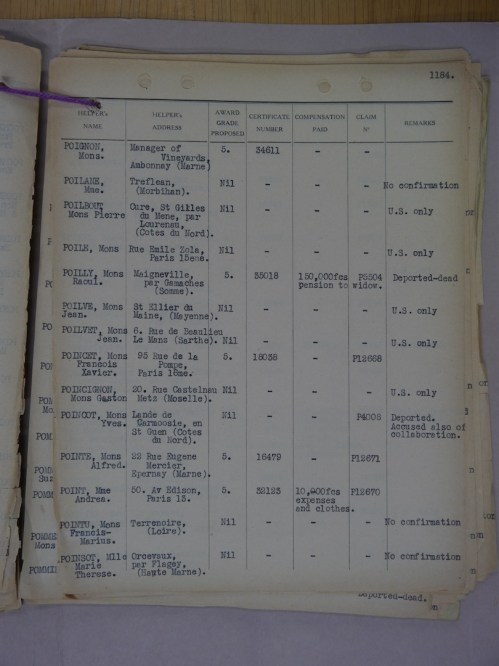 1184.
HELPER'S NAME HELPER'S ADDRESS AWARD GRADE PROPOSED CERTIFICATE NUMBER COMPENSATION PAID CLAIM Nº REMARKS
POIGNON, Manager of 5. 34611 - -
Mons. Vineyards,
Ambonnay (Marne)
POILANE, Treflean, Nil - - - No confirmation
Mme. (Morbihan).
POILBOUT, Cure, St Gilles Nil - - - U.S. only
Mons Pierre du Mene, par
Lourenau,
(Cotes du Nord).
POILE, Mons Rue Emile Zola, Nil - - - U.S. only
Paris 15eme.
POILLY, Mons Maigneville, 5. 35018 150,000fcs P5504 Deported-dead
Raoul. par Gamaches pension to widow.
(Somme).
POILVE, Mons St Ellier du Nil - - - U.S. only
Jean. Maine, (Mayenne).
POILVET, Mons 6. Rue de Beaulieu
Jean. Le Mans (Sarthe). Nil - - - U.S. only
POINCET, Mons 95 Rue de la 5. 18038 - P12668
Francois Pompe,
Xavier. Paris 16eme.
POINCIGNON, 20. Rue Castelnau Nil - - - U.S. only
Mons Gaston Metz (Moselle).
POINCOT, Mons Lande de Nil - - P4006 Deported.
Yves. Carmoosie, en Accused also of
St Guen (Cotes collaboration.
du Nord).
POINTE, Mons 22 Rue Eugene 5. 16479 - P12671
Alfred. Mercier,
Epernay (Marne).
POINT, Mme 50. Av Edison, 5. 32123 10,000fcs P12670
Andrea. Paris 13. expenses
and clothes.
POINTU, Mons Terrenoire, Nil - - - No confirmation
Francis- (Loire).
Marius.
POINSOT, Mlle Orcevaux, Nil - - - No confirmation
Marie par Flagey,
Therese. (Haute Marne).
Deported-dead.